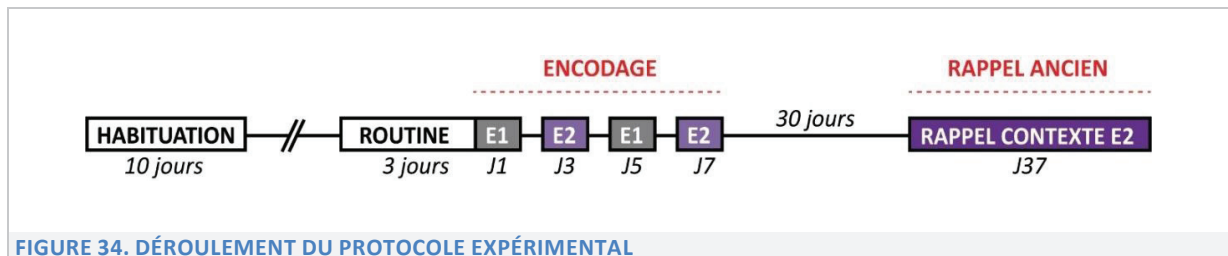 ENCODAGE
RAPPEL ANCIEN
30 jours
HABITUATION
ROUTINE
E1
E2
E1
E2
RAPPEL CONTEXTE E2
10 jours
3 jours
J1
J3
J5
J7
J37
FIGURE 34. DÉROULEMENT DU PROTOCOLE EXPÉRIMENTAL